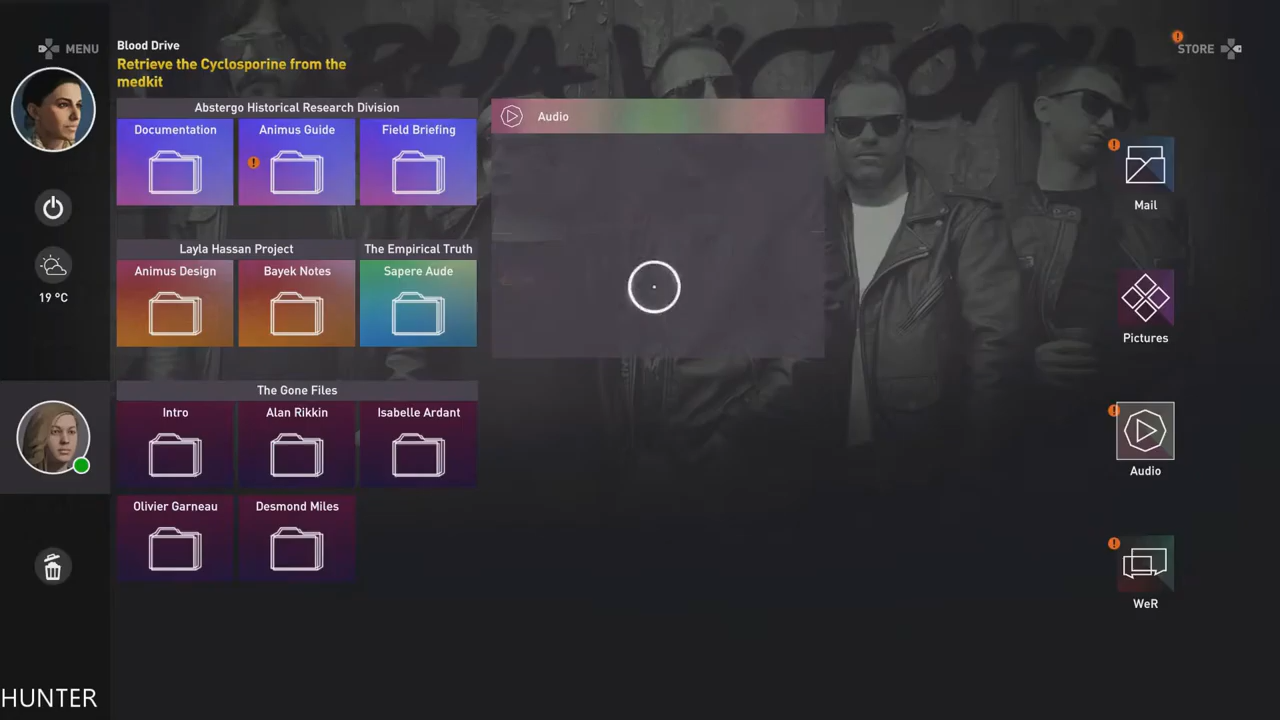 MENU
Blood Drive
Retrieve the Cyclosporine from the
medkit
STORE
Abstergo Historical Research Division
Documentation
Animus Guide
Field Briefing
Audio
Layla Hassan Project
The Empirical Truth
Animus Design
Bayek Notes
Sapere Aude
19 °C
The Gone Files
Intro
Alan Rikkin
Isabelle Ardant
Olivier Garneau
Desmond Miles
Mail
Pictures
Audio
WeR
HUNTER